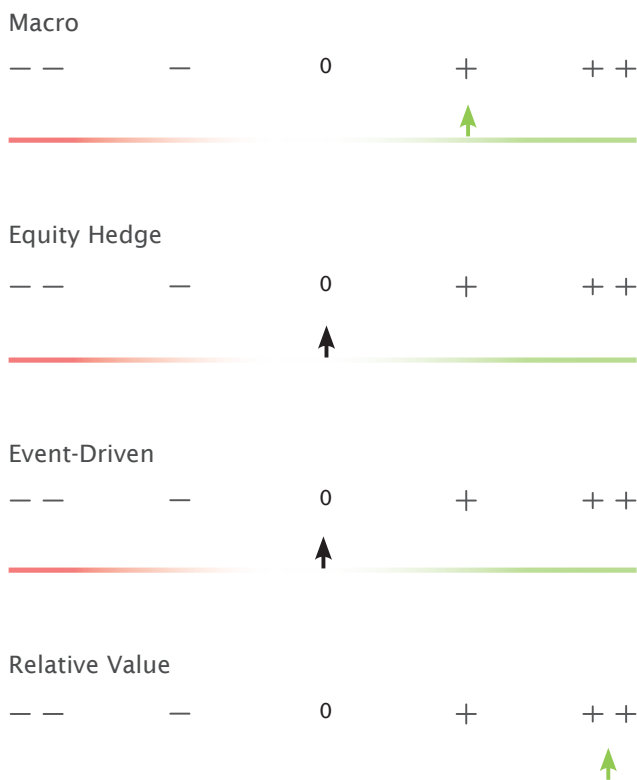 Macro
— — — 0 + + +
Equity Hedge
— — — 0 + + +
Event-Driven
— — — 0 + + +
Relative Value
— — — 0 + + +